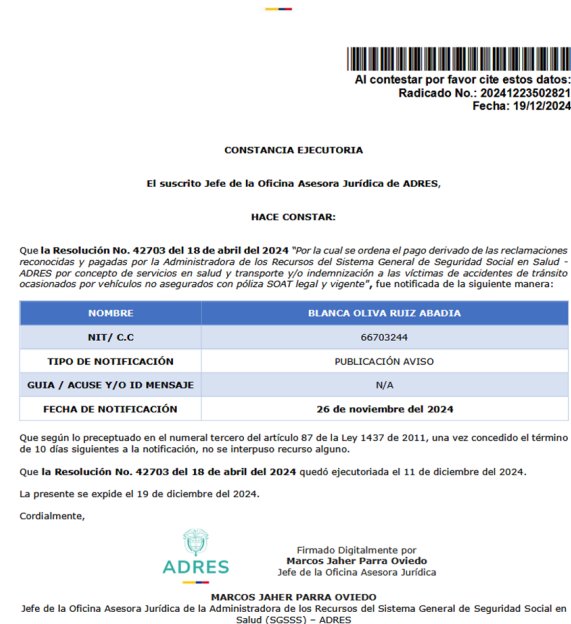 Al contestar por favor cite estos datos:
Radicado No.: 20241223502821
Fecha: 19/12/2024
CONSTANCIA EJECUTORIA
El suscrito Jefe de la Oficina Asesora Jurídica de ADRES,
HACE CONSTAR:
Que la Resolución No. 42703 del 18 de abril del 2024 "Por la cual se ordena el pago derivado de las reclamaciones
reconocidas y pagadas por la Administradora de los Recursos del Sistema General de Seguridad Social en Salud -
ADRES por concepto de servicios en salud y transporte y/o indemnización a las víctimas de accidentes de tránsito
ocasionados por vehículos no asegurados con póliza SOAT legal y vigente", fue notificada de la siguiente manera:
NOMBRE BLANCA OLIVA RUIZ ABADIA
NIT/ C.C 66703244
TIPO DE NOTIFICACIÓN PUBLICACIÓN AVISO
GUIA / ACUSE Y/O ID MENSAJE N/A
FECHA DE NOTIFICACIÓN 26 de noviembre del 2024
Que según lo preceptuado en el numeral tercero del artículo 87 de la Ley 1437 de 2011, una vez concedido el término
de 10 días siguientes a la notificación, no se interpuso recurso alguno.
Que la Resolución No. 42703 del 18 de abril del 2024 quedó ejecutoriada el 11 de diciembre del 2024.
La presente se expide el 19 de diciembre del 2024.
Cordialmente,
ADRES
Firmado Digitalmente por
Marcos Jaher Parra Oviedo
Jefe de la Oficina Asesora Jurídica
MARCOS JAHER PARRA OVIEDO
Jefe de la Oficina Asesora Jurídica de la Administradora de los Recursos del Sistema General de Seguridad Social en
Salud (SGSSS) – ADRES